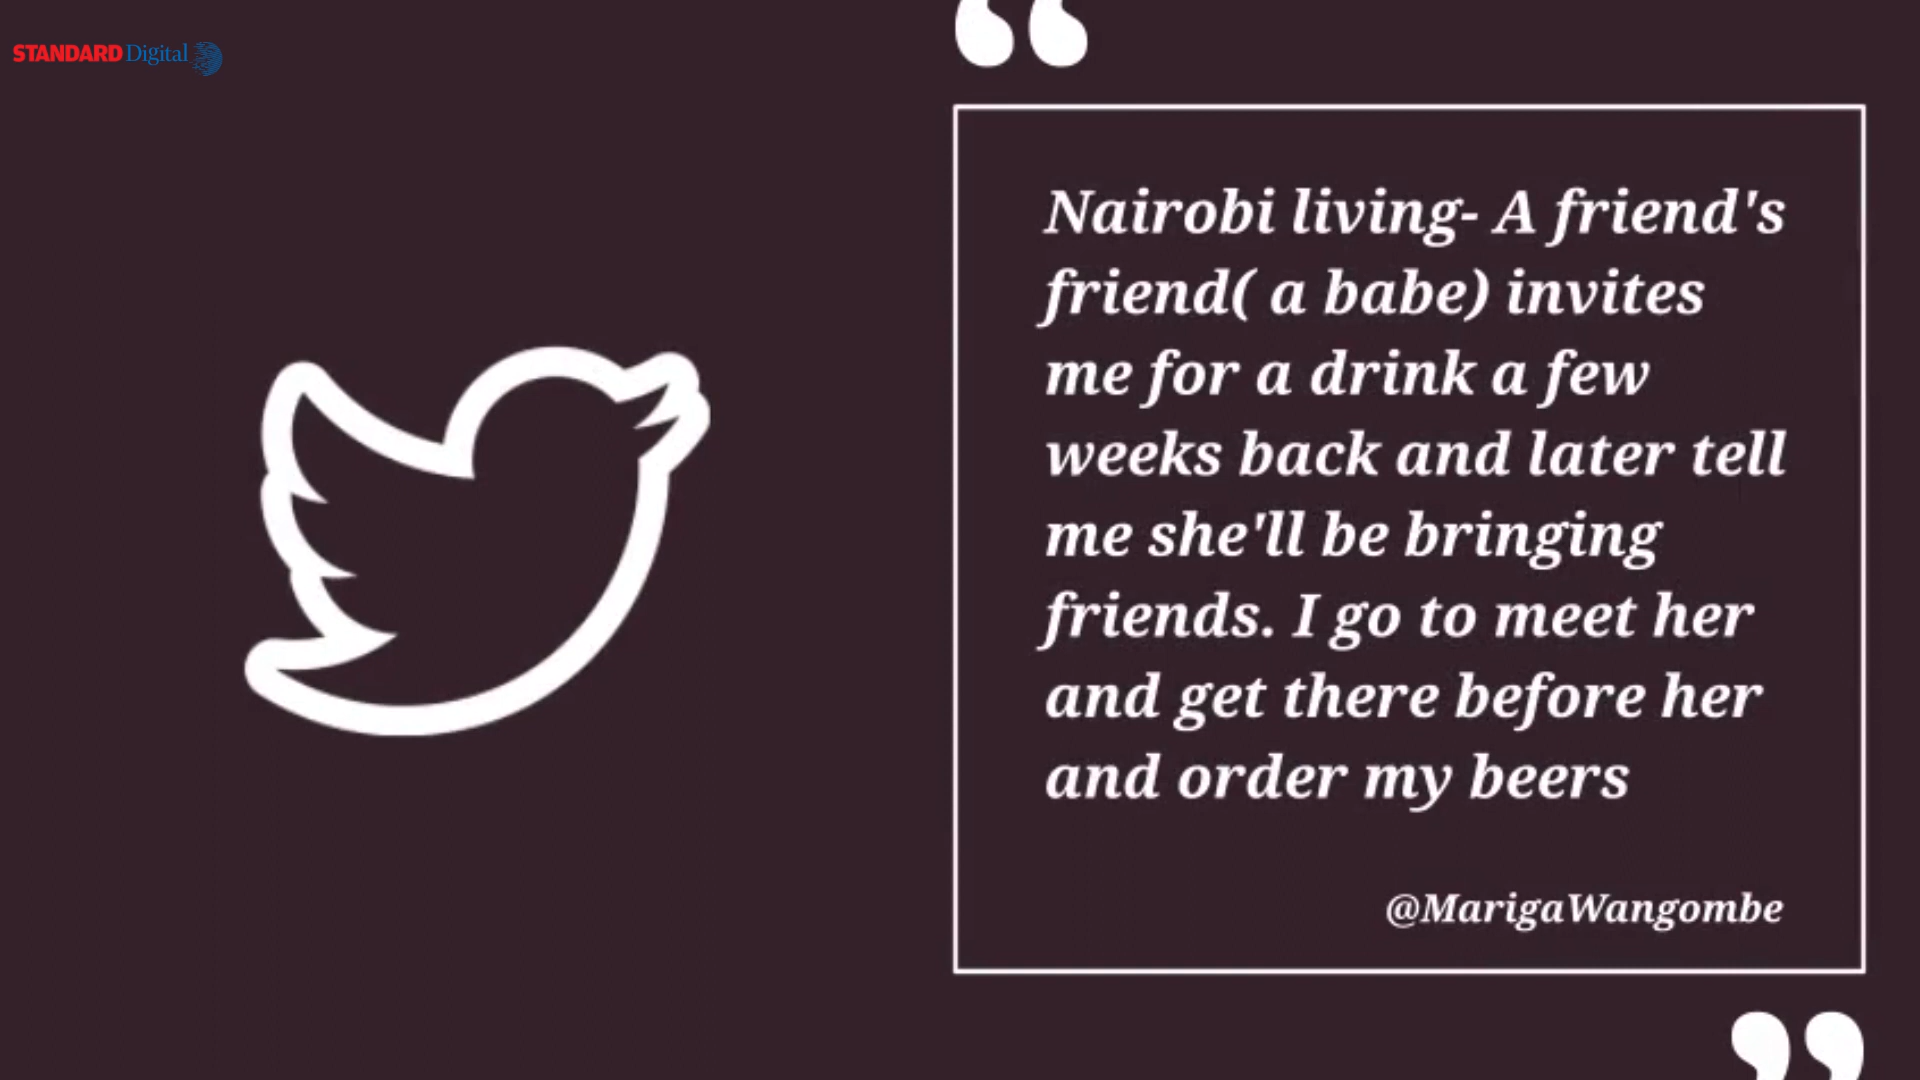 STANDARD Digital
“
Nairobi living- A friend's
friend( a babe) invites
me for a drink a few
weeks back and later tell
me she'll be bringing
friends. I go to meet her
and get there before her
and order my beers
@MarigaWangombe
”